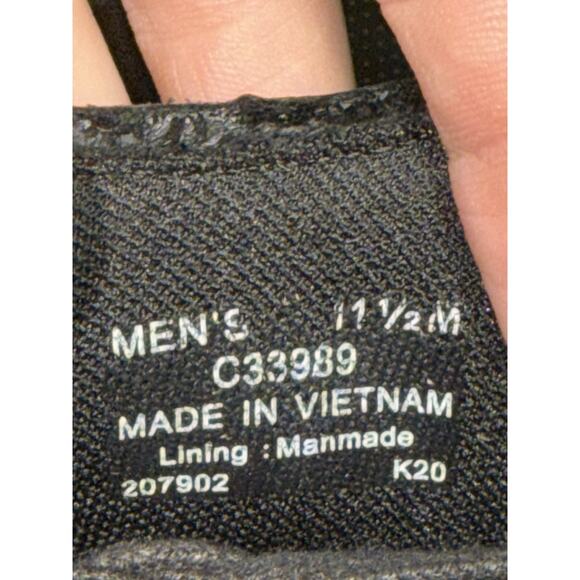 MEN'S 11 ½ M
C33989
MADE IN VIETNAM
Lining : Manmade
207902 K20